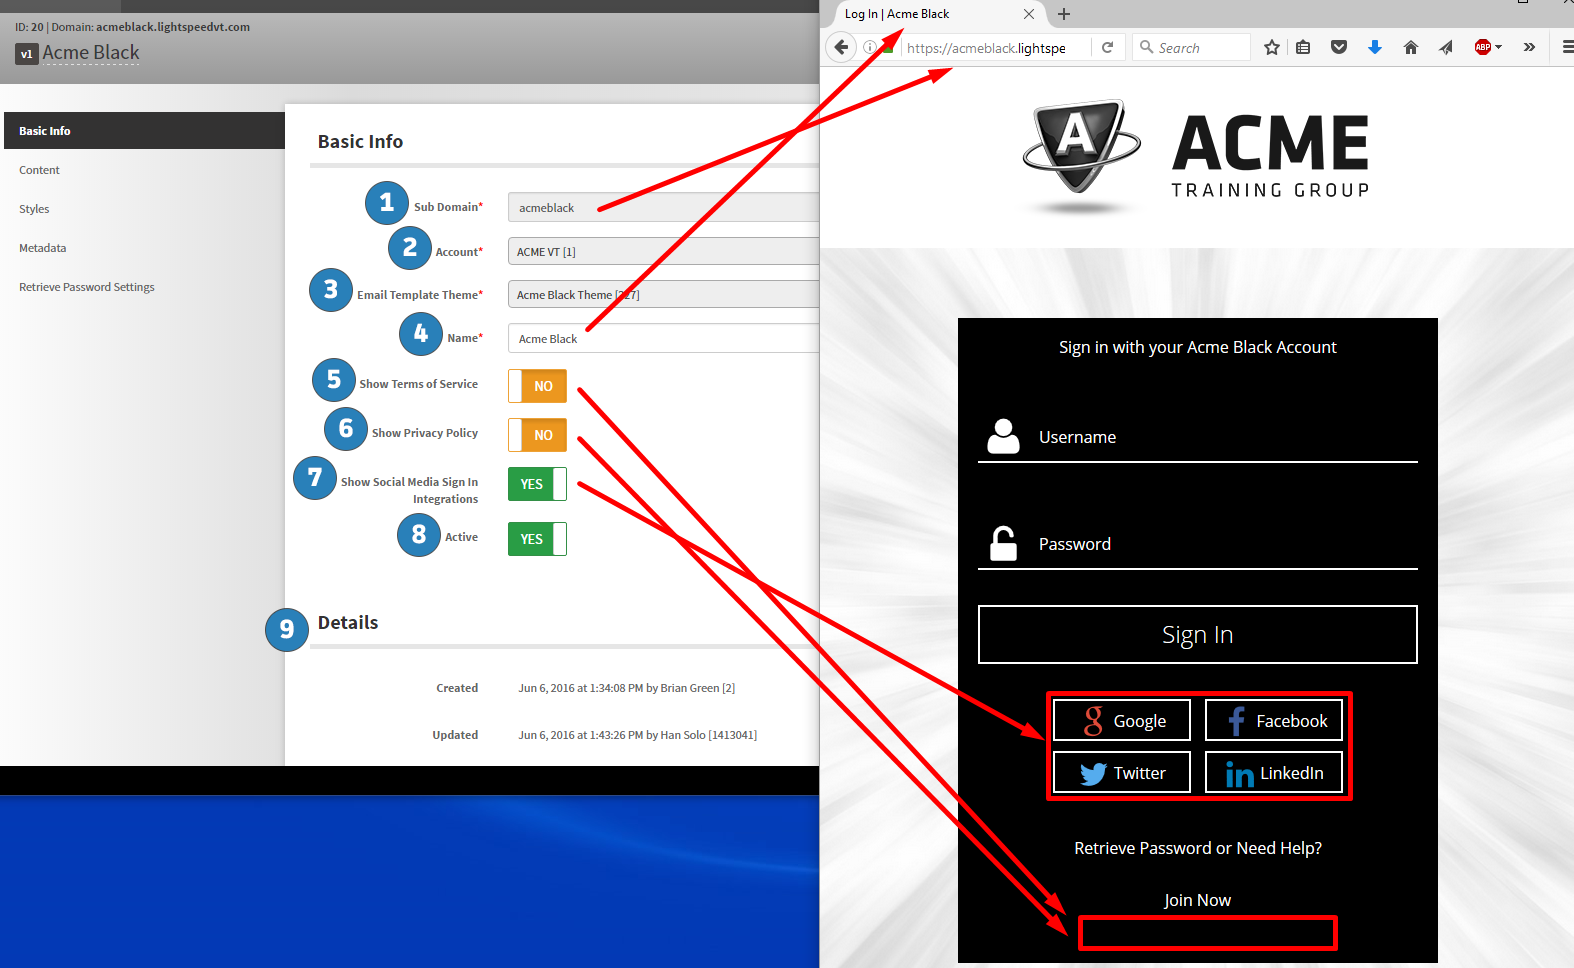 ID: 20 | Domain: acmeblack.lightspeedvt.com
v1 Acme Black
Basic Info
Content
Styles
Metadata
Retrieve Password Settings
Basic Info
1 Sub Domain* acmeblack
2 Account* ACME VT [1]
3 Email Template Theme* Acme Black Theme [227]
4 Name* Acme Black
5 Show Terms of Service NO
6 Show Privacy Policy NO
7 Show Social Media Sign In
Integrations YES
8 Active YES
9 Details
Created Jun 6, 2016 at 1:34:08 PM by Brian Green [2]
Updated Jun 6, 2016 at 1:43:26 PM by Han Solo [1413041]
Log In | Acme Black
https://acmeblack.lightspe
Search
ABP
A
ACME
TRAINING GROUP
Sign in with your Acme Black Account
Username
Password
Sign In
g Google
f Facebook
Twitter
in LinkedIn
Retrieve Password or Need Help?
Join Now